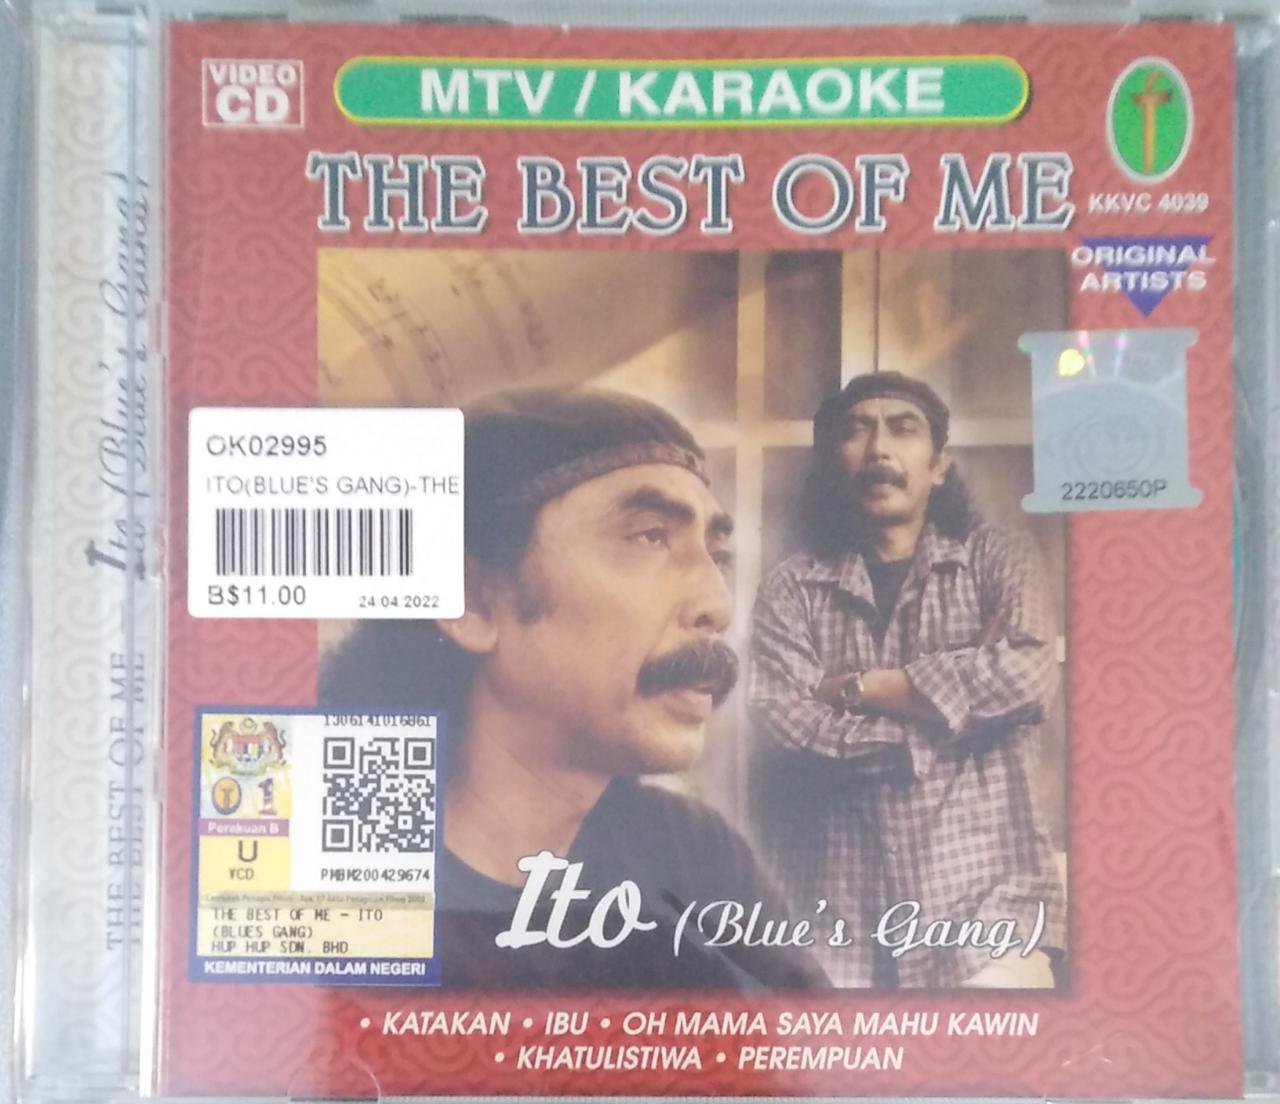 VIDEO
CD
MTV / KARAOKE
THE BEST OF ME
KKVC 4039
ORIGINAL
ARTISTS
2220650P
OK02995
ITO(BLUE'S GANG)-THE
B$11.00
24.04.2022
1306141016861
1
Perakuan B
U
VCD
PMBM200429674
THE BEST OF ME - ITO
(BLUES GANG)
HUP HUP SDN. BHD
KEMENTERIAN DALAM NEGERI
Ito (Blue's Gang)
• KATAKAN • IBU • OH MAMA SAYA MAHU KAWIN
• KHATULISTIWA • PEREMPUAN
THE BEST OF ME — Ito (Blue's Gang)